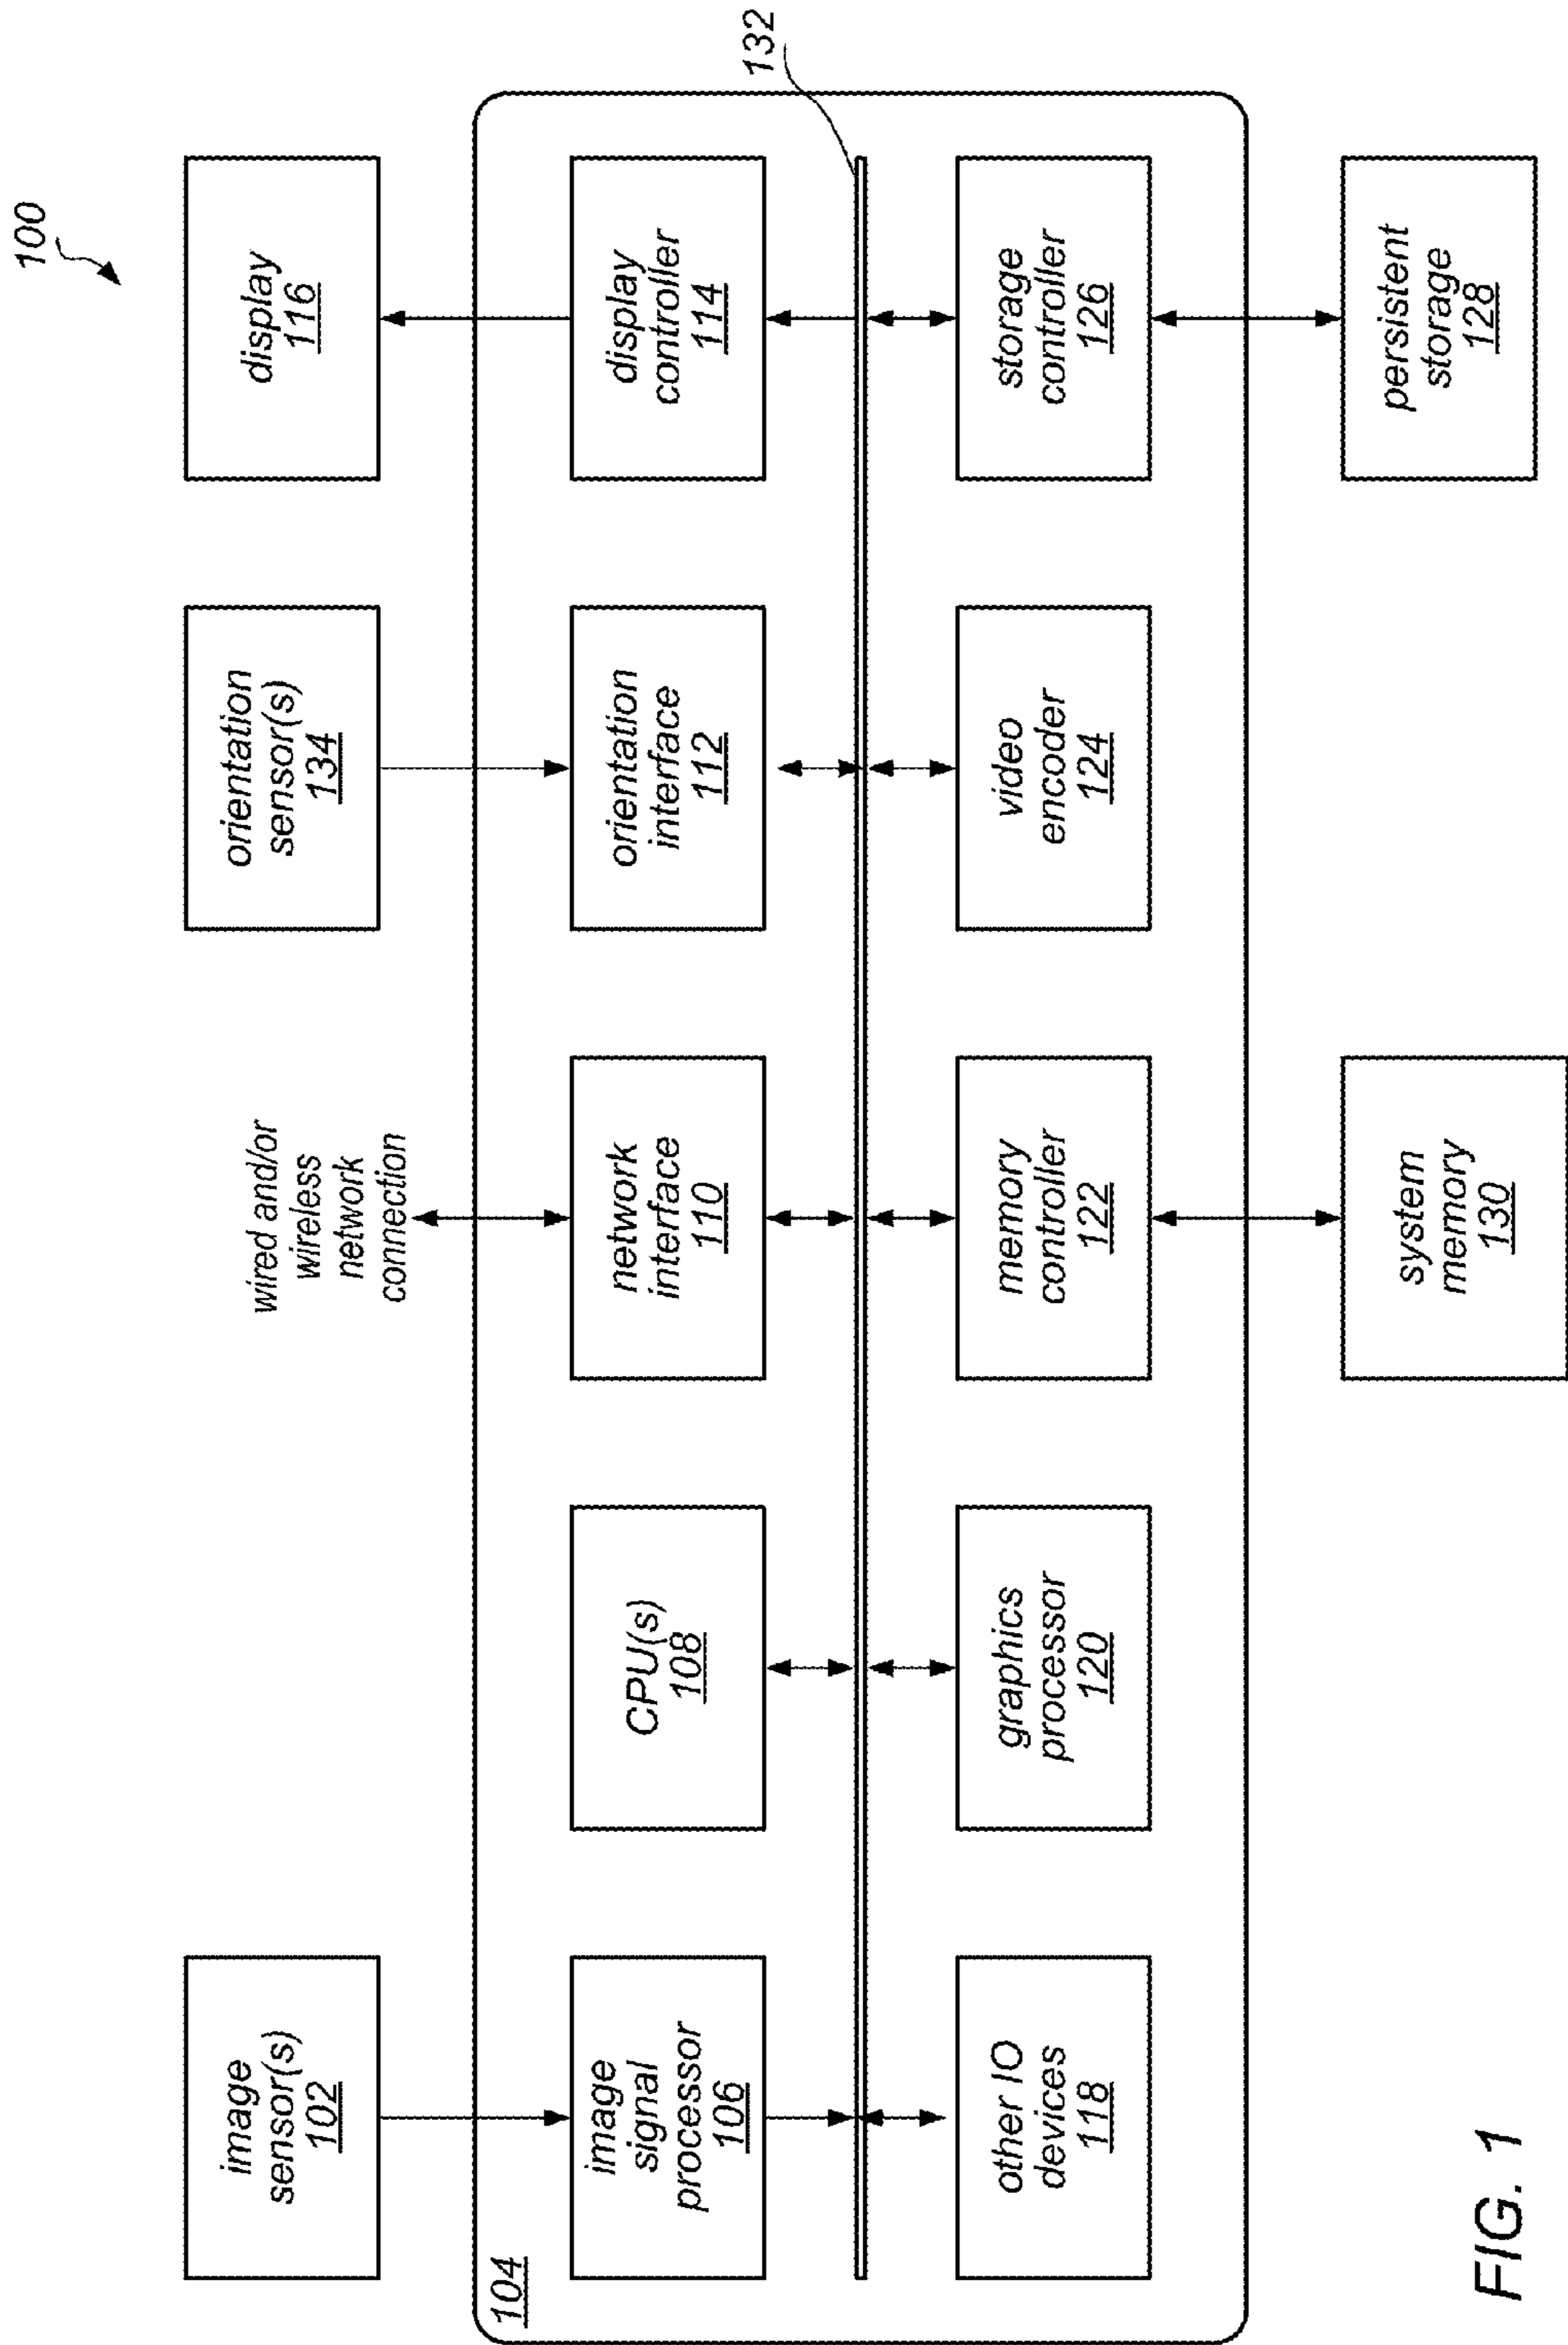 100
image
sensor(s)
102
wired and/or
wireless
network
connection
orientation
sensor(s)
134
display
116
104
image
signal
processor
106
CPU(s)
108
network
interface
110
orientation
interface
112
display
controller
114
132
other IO
devices
118
graphics
processor
120
memory
controller
122
video
encoder
124
storage
controller
126
system
memory
130
persistent
storage
128
FIG. 1